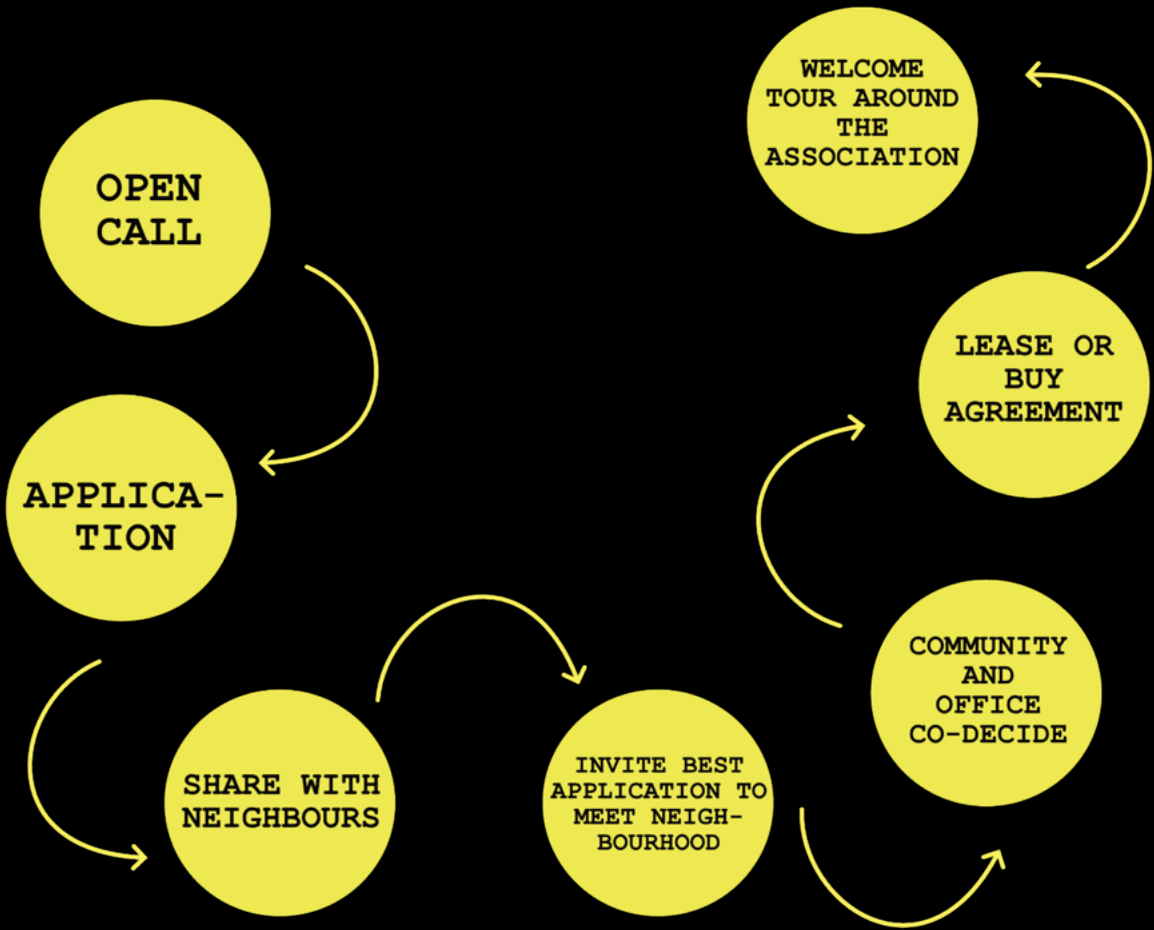 OPEN
CALL
APPLICA-
TION
SHARE WITH
NEIGHBOURS
INVITE BEST
APPLICATION TO
MEET NEIGH-
BOURHOOD
COMMUNITY
AND
OFFICE
CO-DECIDE
LEASE OR
BUY
AGREEMENT
WELCOME
TOUR AROUND
THE
ASSOCIATION